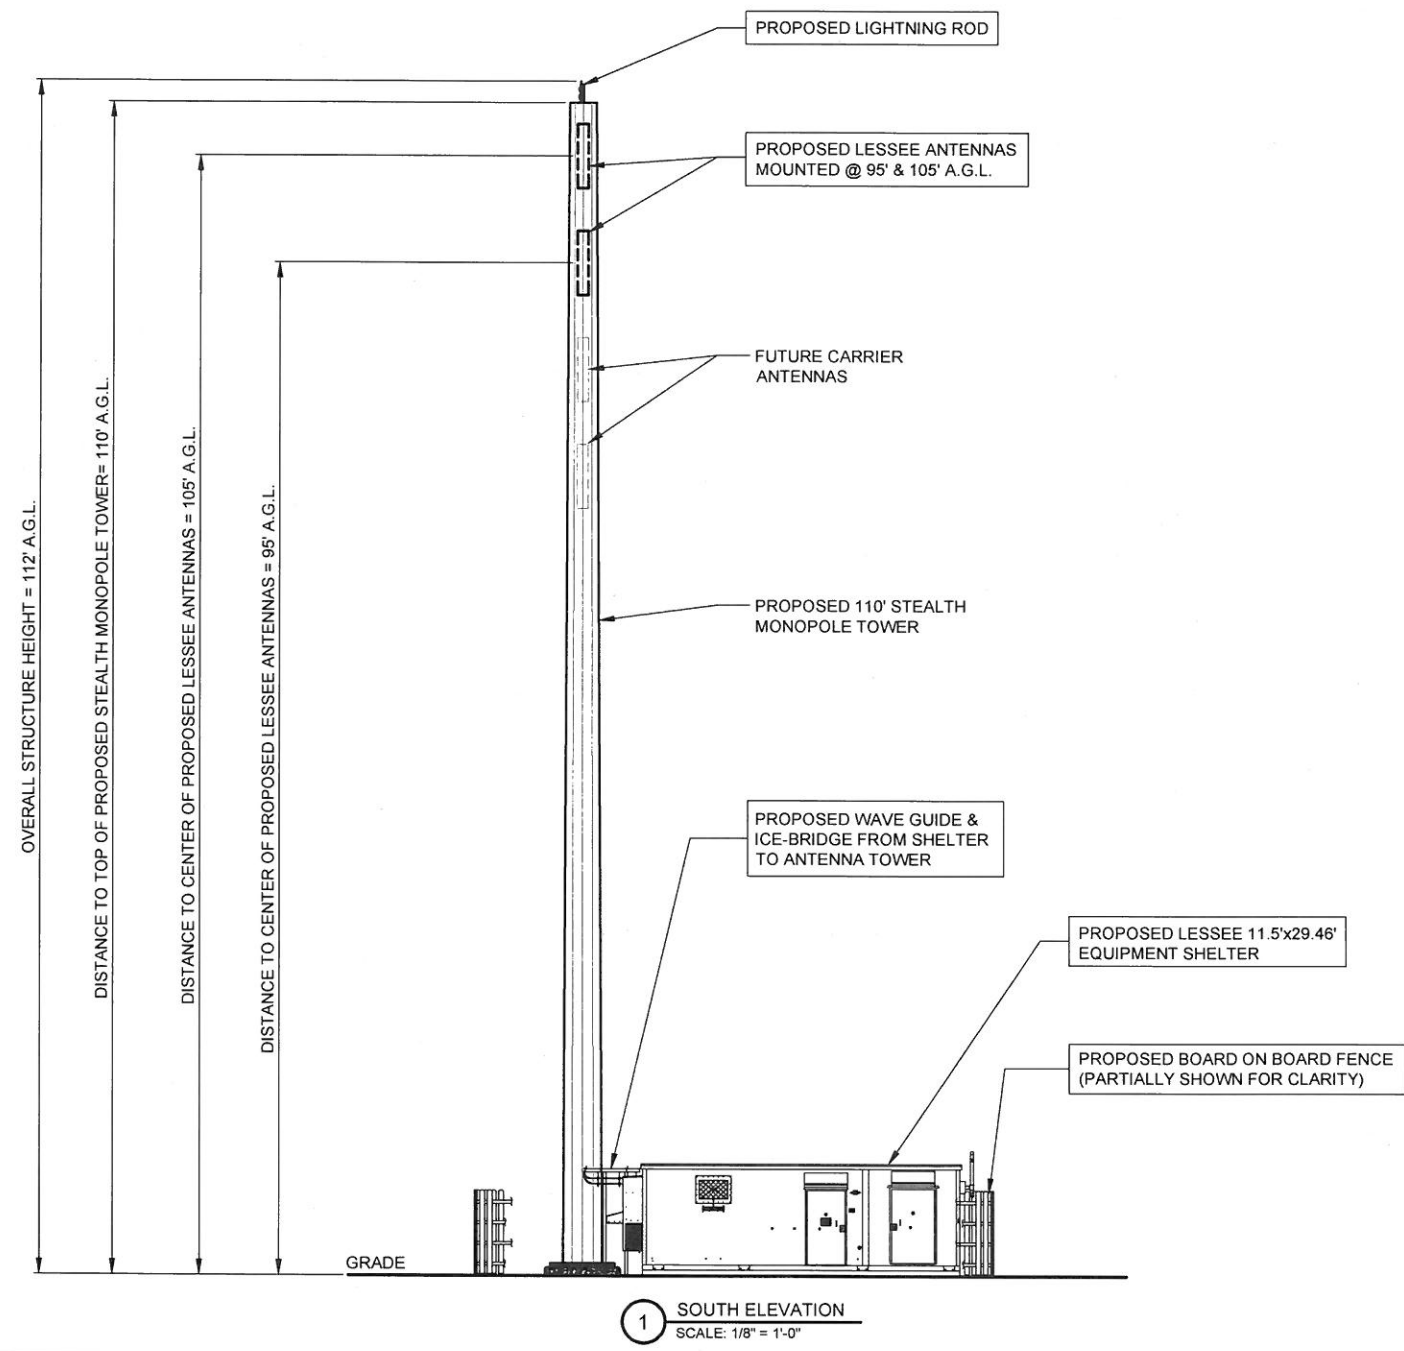 PROPOSED LIGHTNING ROD
PROPOSED LESSEE ANTENNAS
MOUNTED @ 95' & 105' A.G.L.
FUTURE CARRIER
ANTENNAS
OVERALL STRUCTURE HEIGHT = 112' A.G.L.
DISTANCE TO TOP OF PROPOSED STEALTH MONOPOLE TOWER= 110' A.G.L.
DISTANCE TO CENTER OF PROPOSED LESSEE ANTENNAS = 105' A.G.L.
DISTANCE TO CENTER OF PROPOSED LESSEE ANTENNAS = 95' A.G.L.
PROPOSED 110' STEALTH
MONOPOLE TOWER
PROPOSED WAVE GUIDE &
ICE-BRIDGE FROM SHELTER
TO ANTENNA TOWER
PROPOSED LESSEE 11.5'x29.46'
EQUIPMENT SHELTER
PROPOSED BOARD ON BOARD FENCE
(PARTIALLY SHOWN FOR CLARITY)
GRADE
1
SOUTH ELEVATION
SCALE: 1/8" = 1'-0"